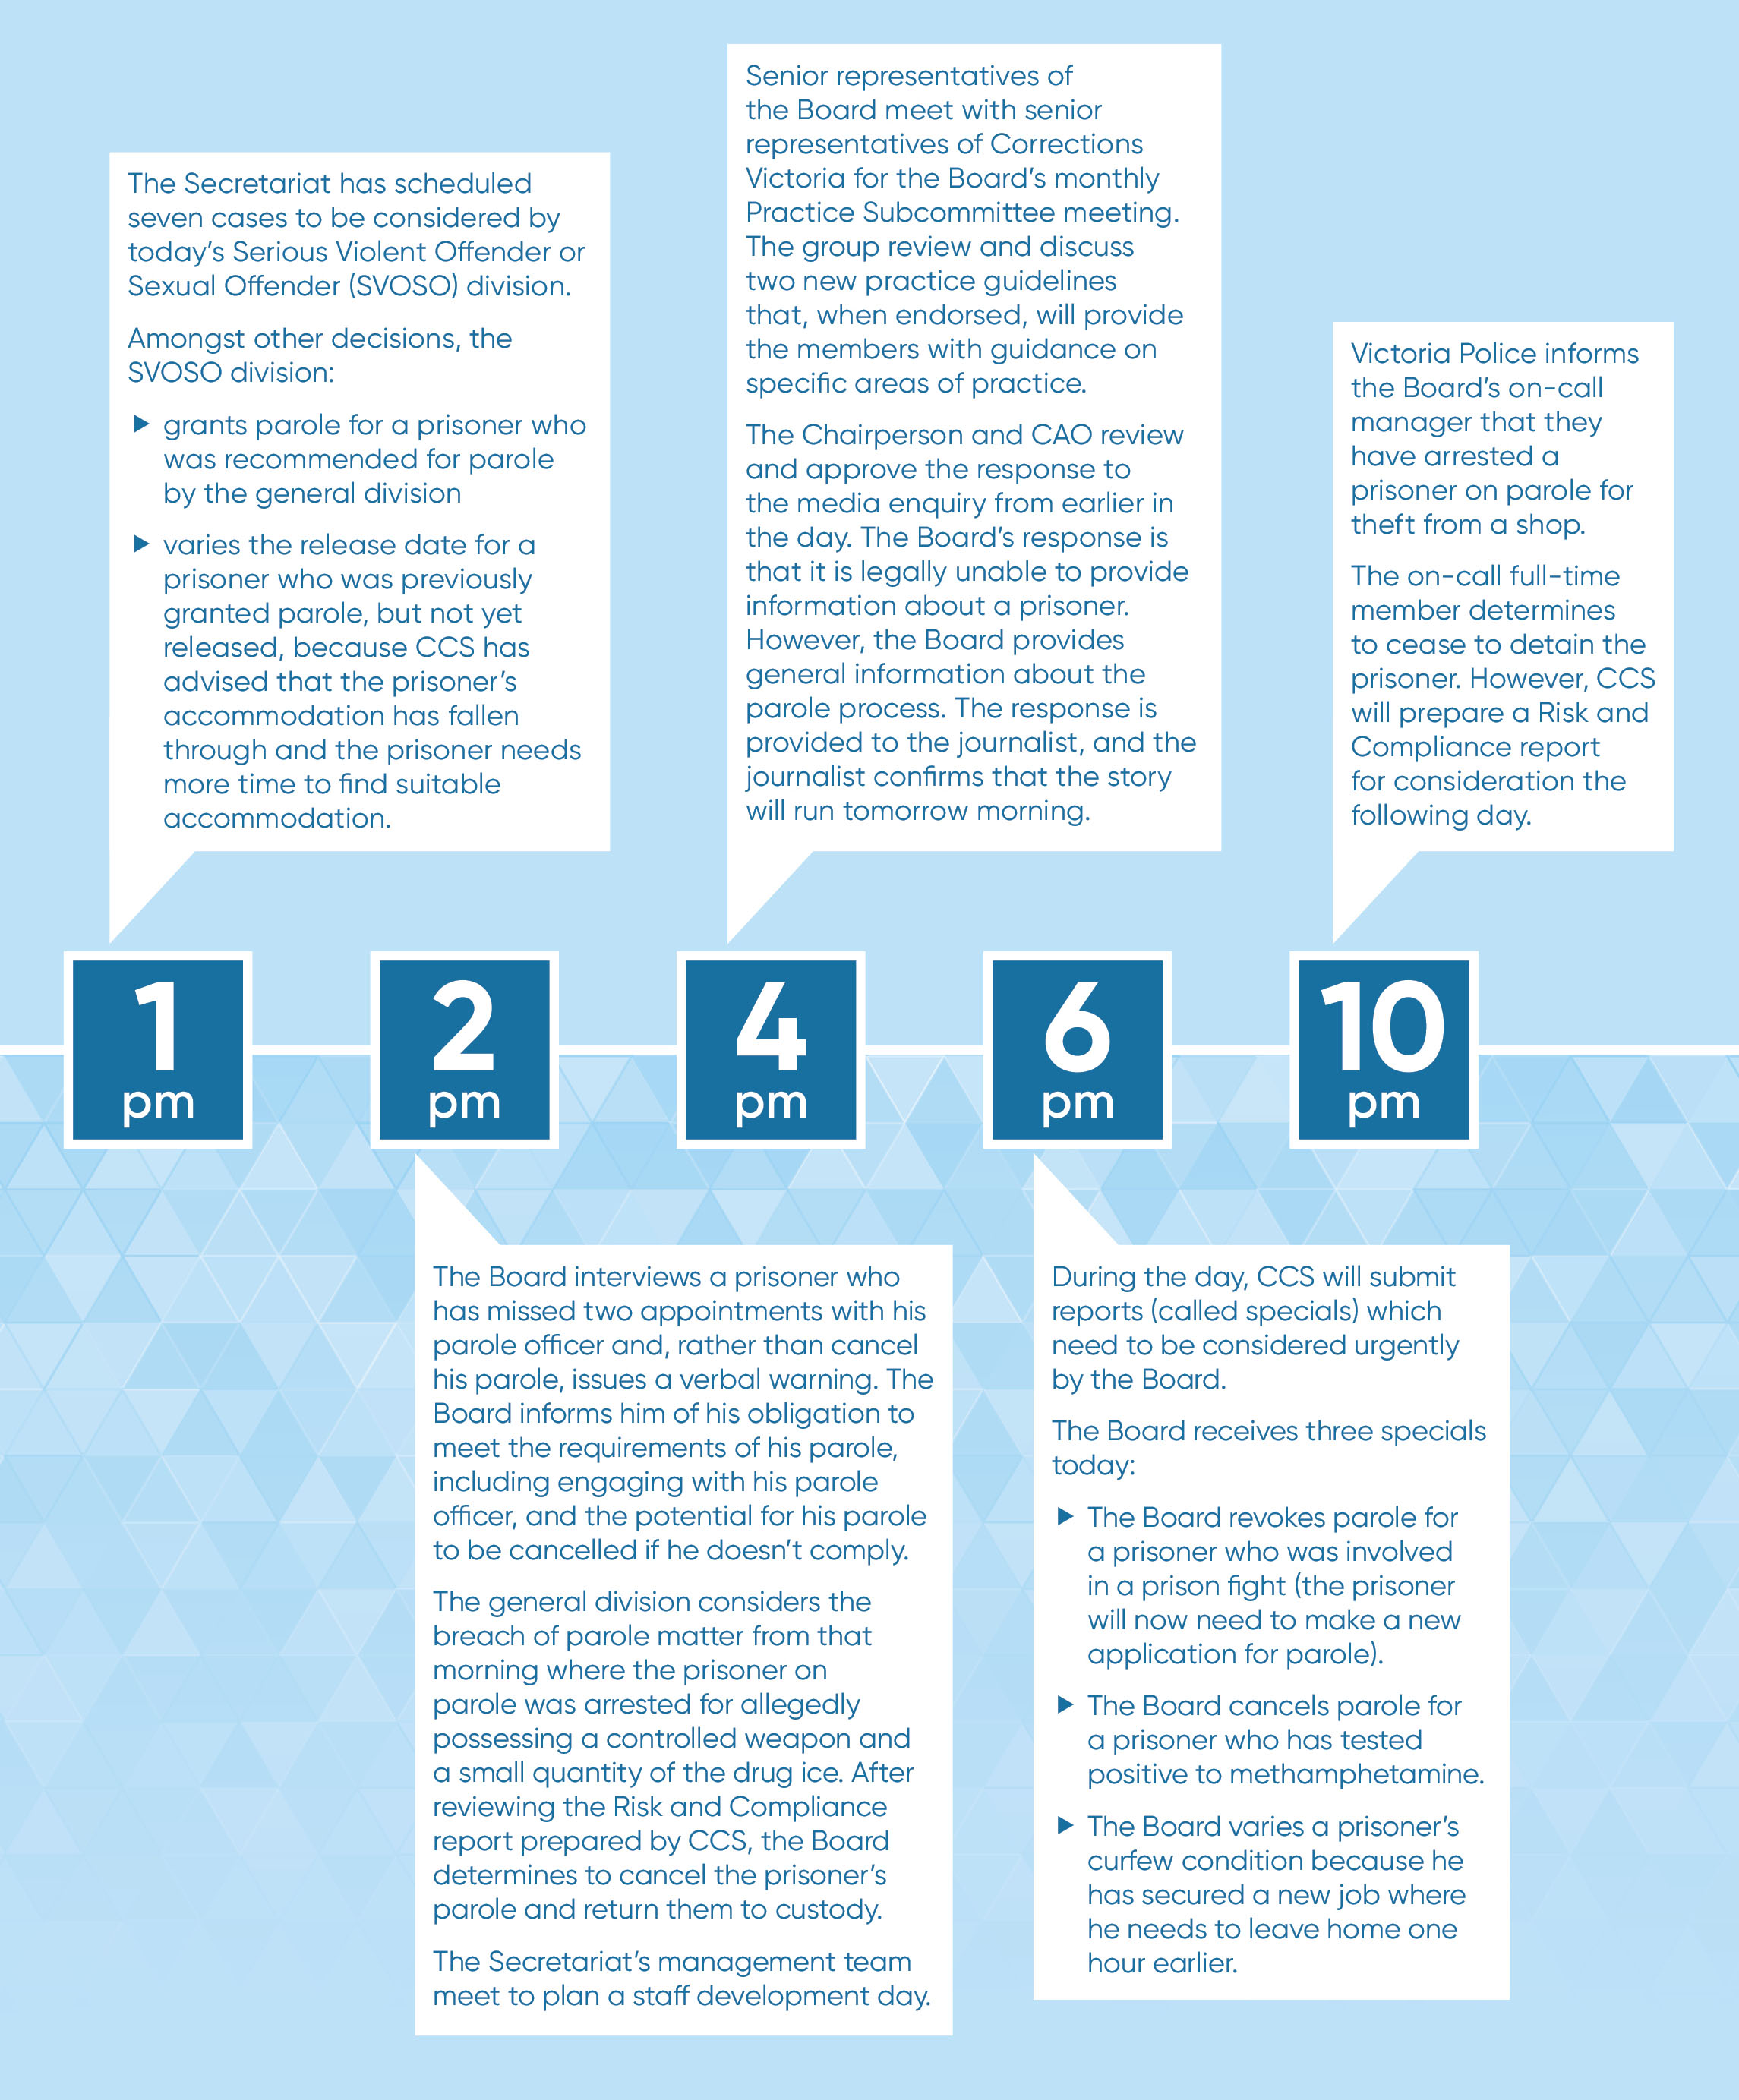 The Secretariat has scheduled
seven cases to be considered by
today's Serious Violent Offender or
Sexual Offender (SVOSO) division.
Amongst other decisions, the
SVOSO division:
▶ grants parole for a prisoner who
was recommended for parole
by the general division
▶ varies the release date for a
prisoner who was previously
granted parole, but not yet
released, because CCS has
advised that the prisoner's
accommodation has fallen
through and the prisoner needs
more time to find suitable
accommodation.
Senior representatives of
the Board meet with senior
representatives of Corrections
Victoria for the Board's monthly
Practice Subcommittee meeting.
The group review and discuss
two new practice guidelines
that, when endorsed, will provide
the members with guidance on
specific areas of practice.
The Chairperson and CAO review
and approve the response to
the media enquiry from earlier in
the day. The Board's response is
that it is legally unable to provide
information about a prisoner.
However, the Board provides
general information about the
parole process. The response is
provided to the journalist, and the
journalist confirms that the story
will run tomorrow morning.
Victoria Police informs
the Board's on-call
manager that they
have arrested a
prisoner on parole for
theft from a shop.
The on-call full-time
member determines
to cease to detain the
prisoner. However, CCS
will prepare a Risk and
Compliance report
for consideration the
following day.
1
pm
2
pm
4
pm
6
pm
10
pm
The Board interviews a prisoner who
has missed two appointments with his
parole officer and, rather than cancel
his parole, issues a verbal warning. The
Board informs him of his obligation to
meet the requirements of his parole,
including engaging with his parole
officer, and the potential for his parole
to be cancelled if he doesn't comply.
The general division considers the
breach of parole matter from that
morning where the prisoner on
parole was arrested for allegedly
possessing a controlled weapon and
a small quantity of the drug ice. After
reviewing the Risk and Compliance
report prepared by CCS, the Board
determines to cancel the prisoner's
parole and return them to custody.
The Secretariat's management team
meet to plan a staff development day.
During the day, CCS will submit
reports (called specials) which
need to be considered urgently
by the Board.
The Board receives three specials
today:
▶ The Board revokes parole for
a prisoner who was involved
in a prison fight (the prisoner
will now need to make a new
application for parole).
▶ The Board cancels parole for
a prisoner who has tested
positive to methamphetamine.
▶ The Board varies a prisoner's
curfew condition because he
has secured a new job where
he needs to leave home one
hour earlier.